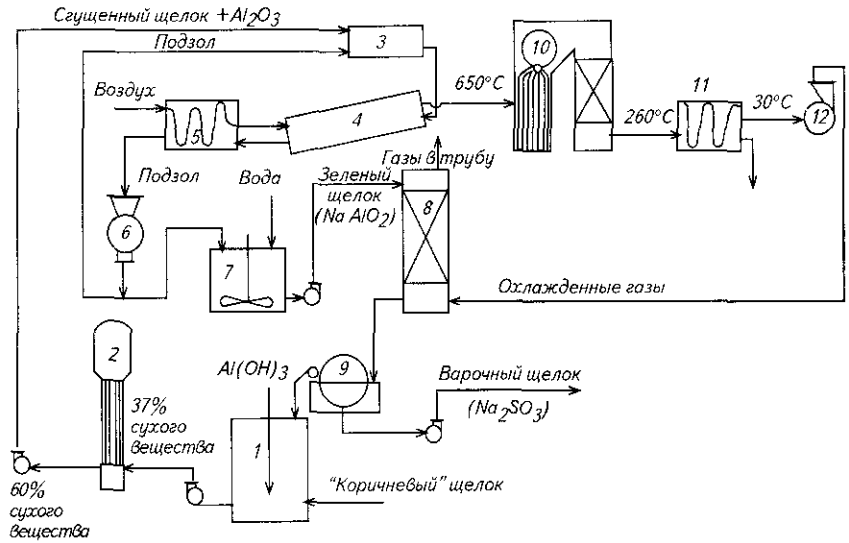 Сгущенный щелок + Al2O3
Подзол
3
10
Воздух
650°C
11
4
5
260°C
30°C
12
Газы в трубу
Подзол
Вода
Зеленый
щелок
(Na AlO2)
8
6
7
Охлажденные газы
2
Al(OH)3
9
Варочный щелок
(Na2SO3)
37%
сухого
вещества
1
"Коричневый" щелок
60%
сухого
вещества